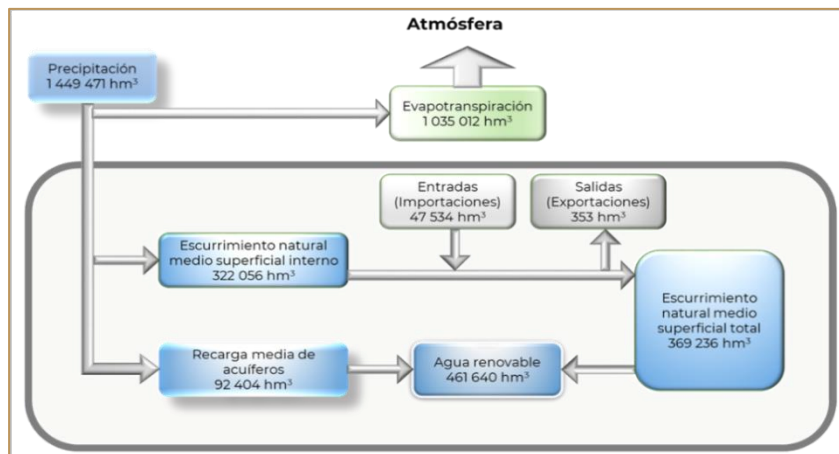 Atmósfera
Precipitación
1 449 471 hm³
Evapotranspiración
1 035 012 hm³
Entradas
(Importaciones)
47 534 hm³
Salidas
(Exportaciones)
353 hm³
Escurrimiento natural
medio superficial interno
322 056 hm³
Escurrimiento
natural medio
superficial total
369 236 hm³
Recarga media de
acuíferos
92 404 hm³
Agua renovable
461 640 hm³